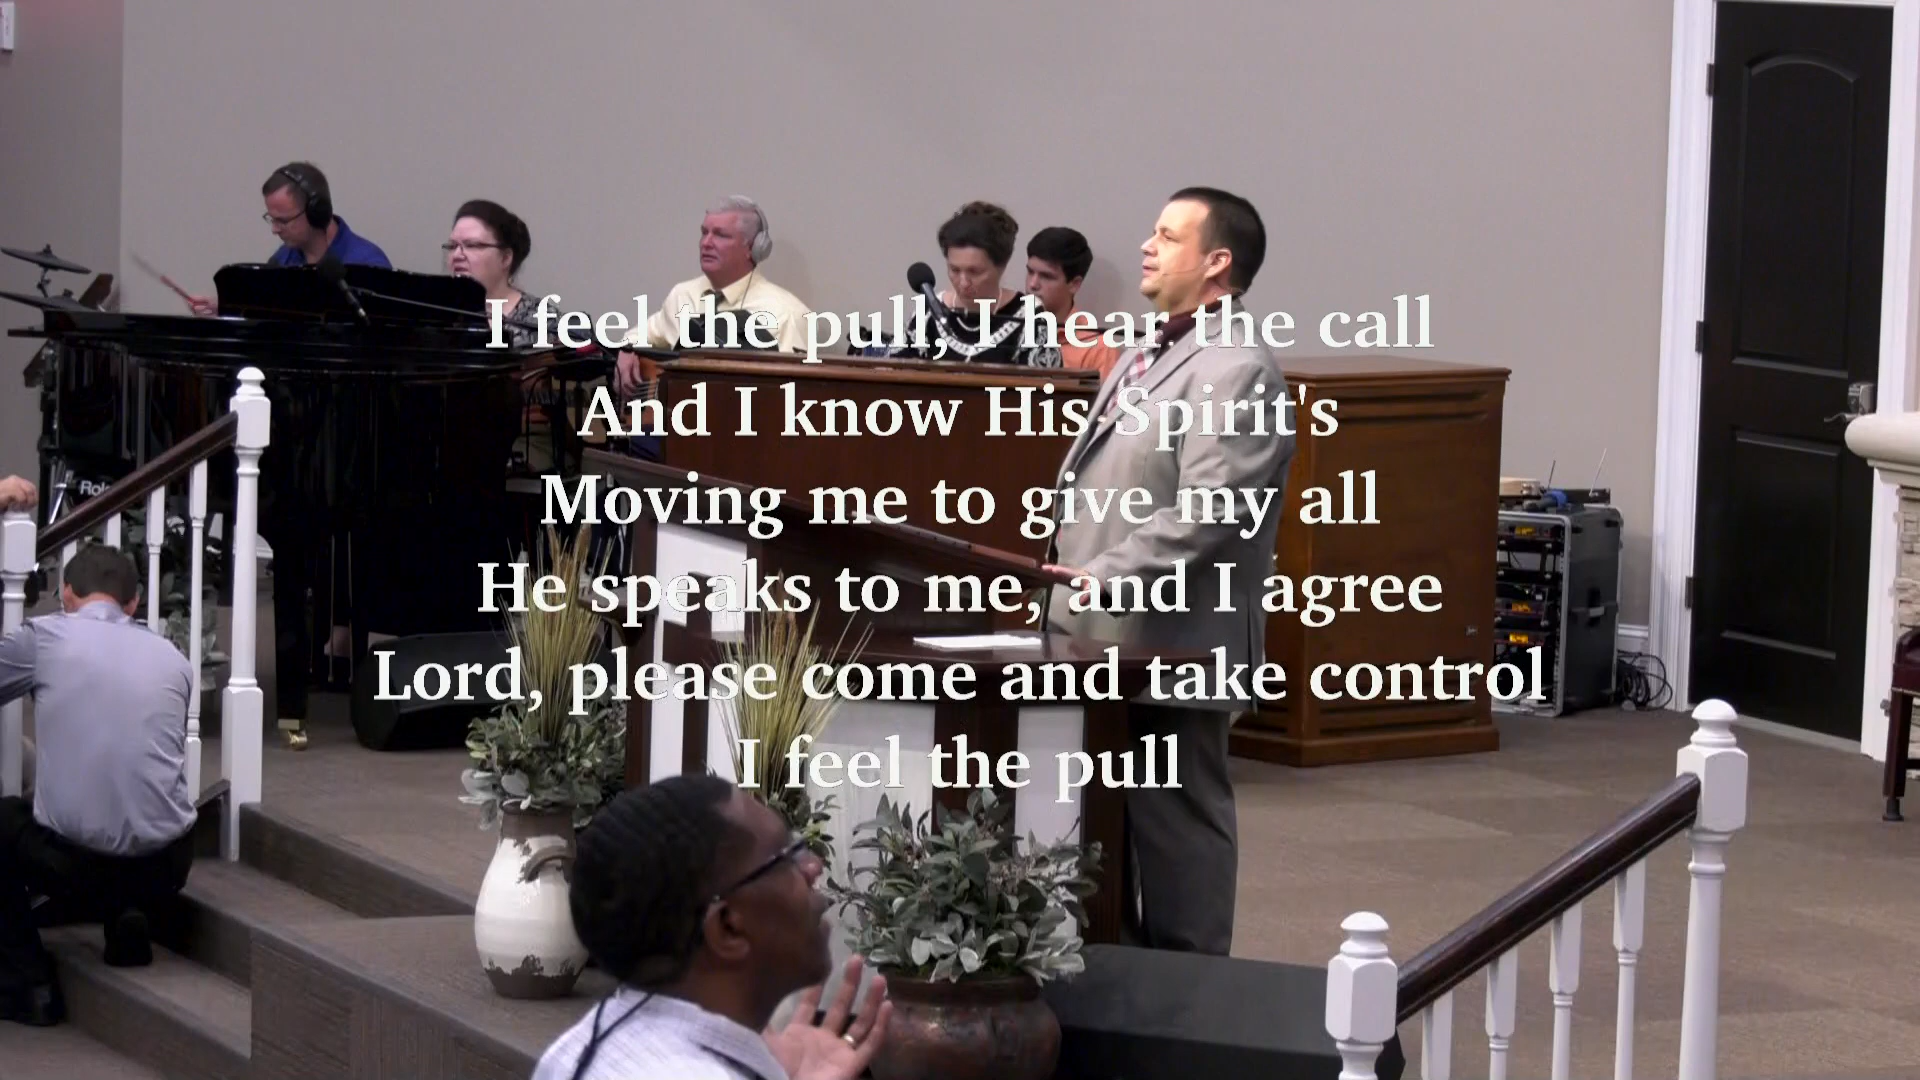 I feel the pull, I hear the call
And I know His Spirit's
Moving me to give my all
He speaks to me, and I agree
Lord, please come and take control
I feel the pull